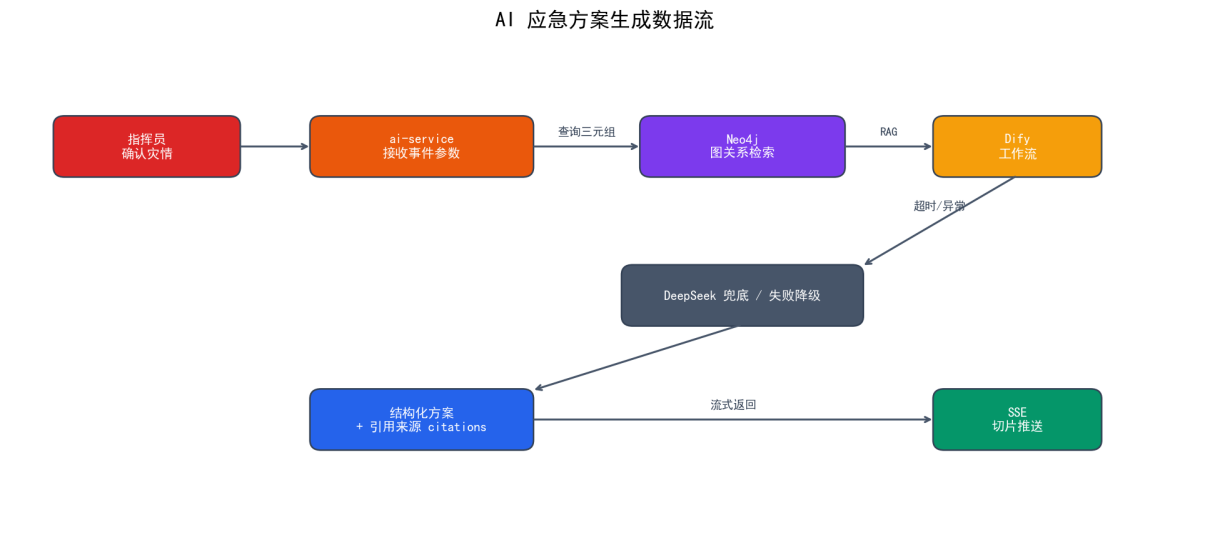 AI 应急方案生成数据流
指挥员
确认灾情
ai-service
接收事件参数
查询三元组
Neo4j
图关系检索
RAG
Dify
工作流
超时/异常
DeepSeek 兜底 / 失败降级
结构化方案
+ 引用来源 citations
流式返回
SSE
切片推送